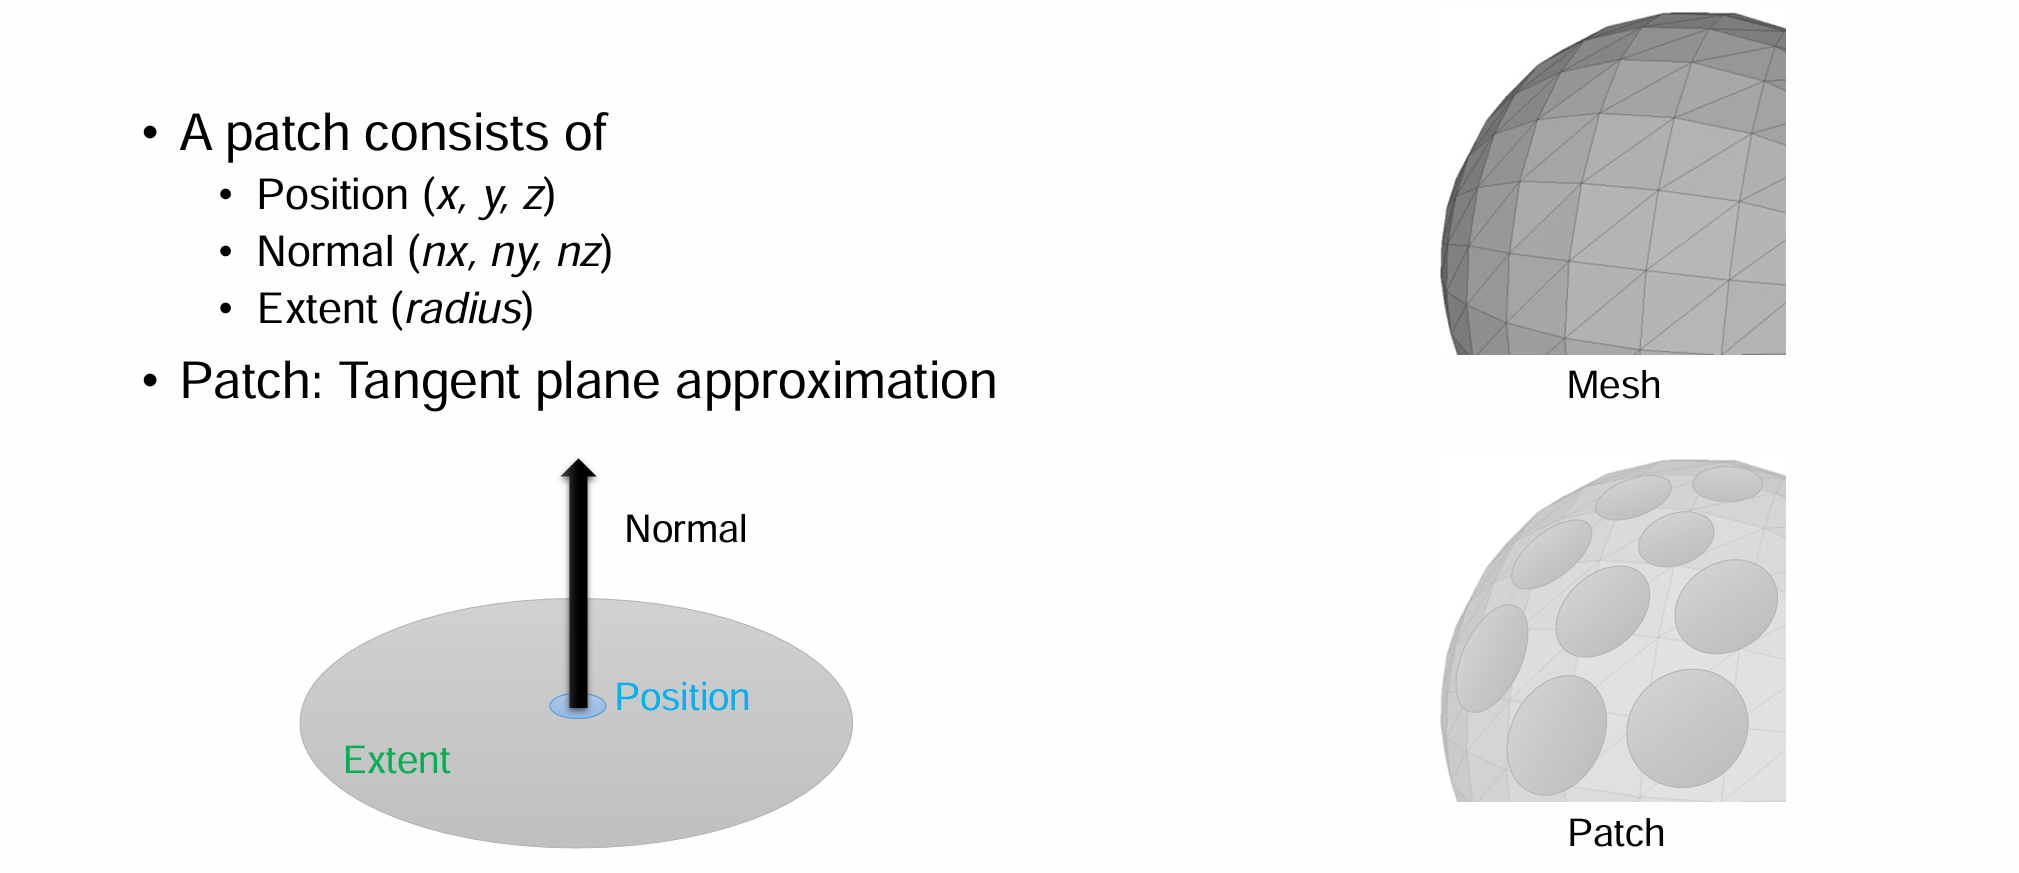 • A patch consists of
• Position (x, y, z)
• Normal (nx, ny, nz)
• Extent (radius)
• Patch: Tangent plane approximation
Normal
Position
Extent
Mesh
Patch